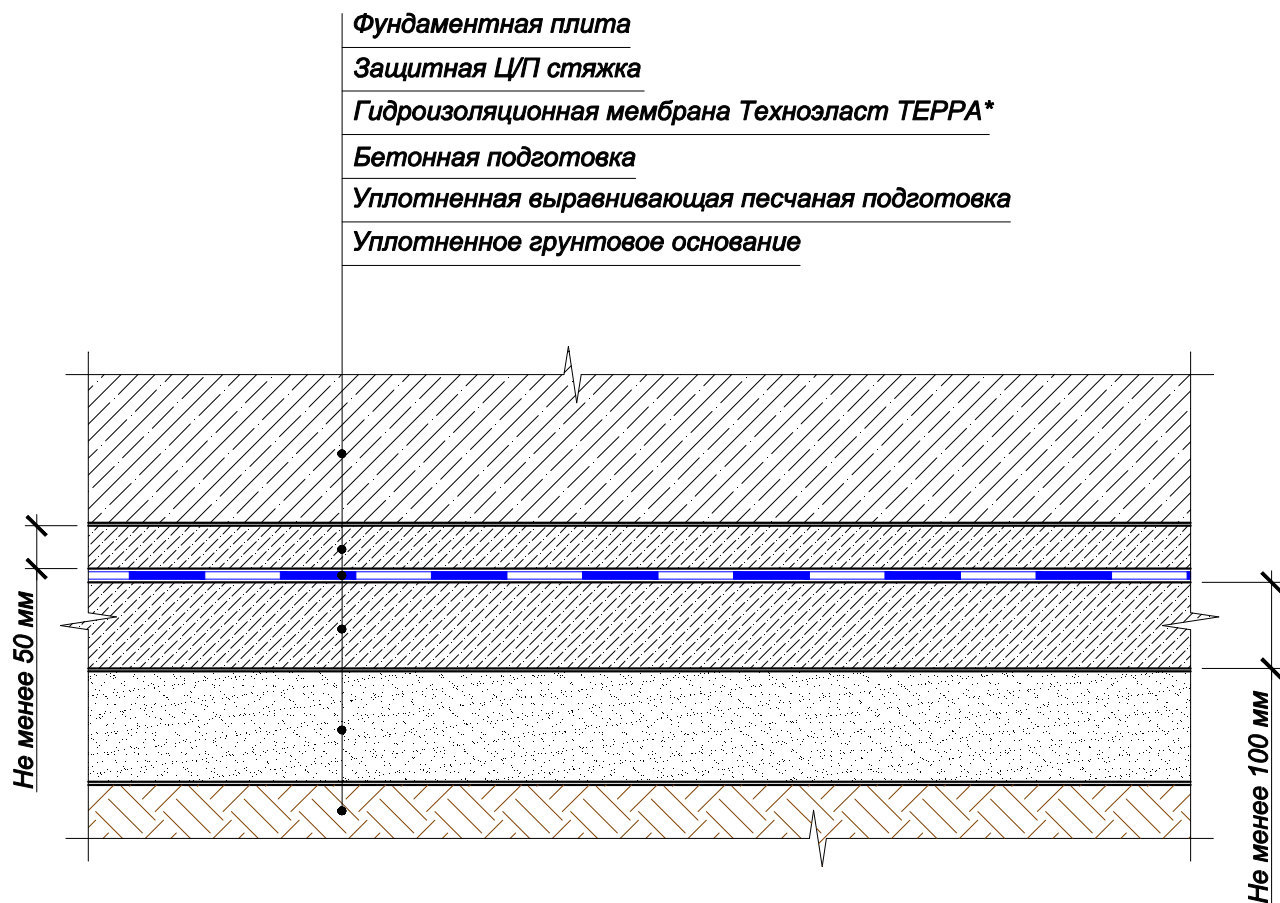 Фундаментная плита
Защитная Ц/П стяжка
Гидроизоляционная мембрана Техноэласт ТЕРРА*
Бетонная подготовка
Уплотненная выравнивающая песчаная подготовка
Уплотненное грунтовое основание
Не менее 50 мм
Не менее 100 мм